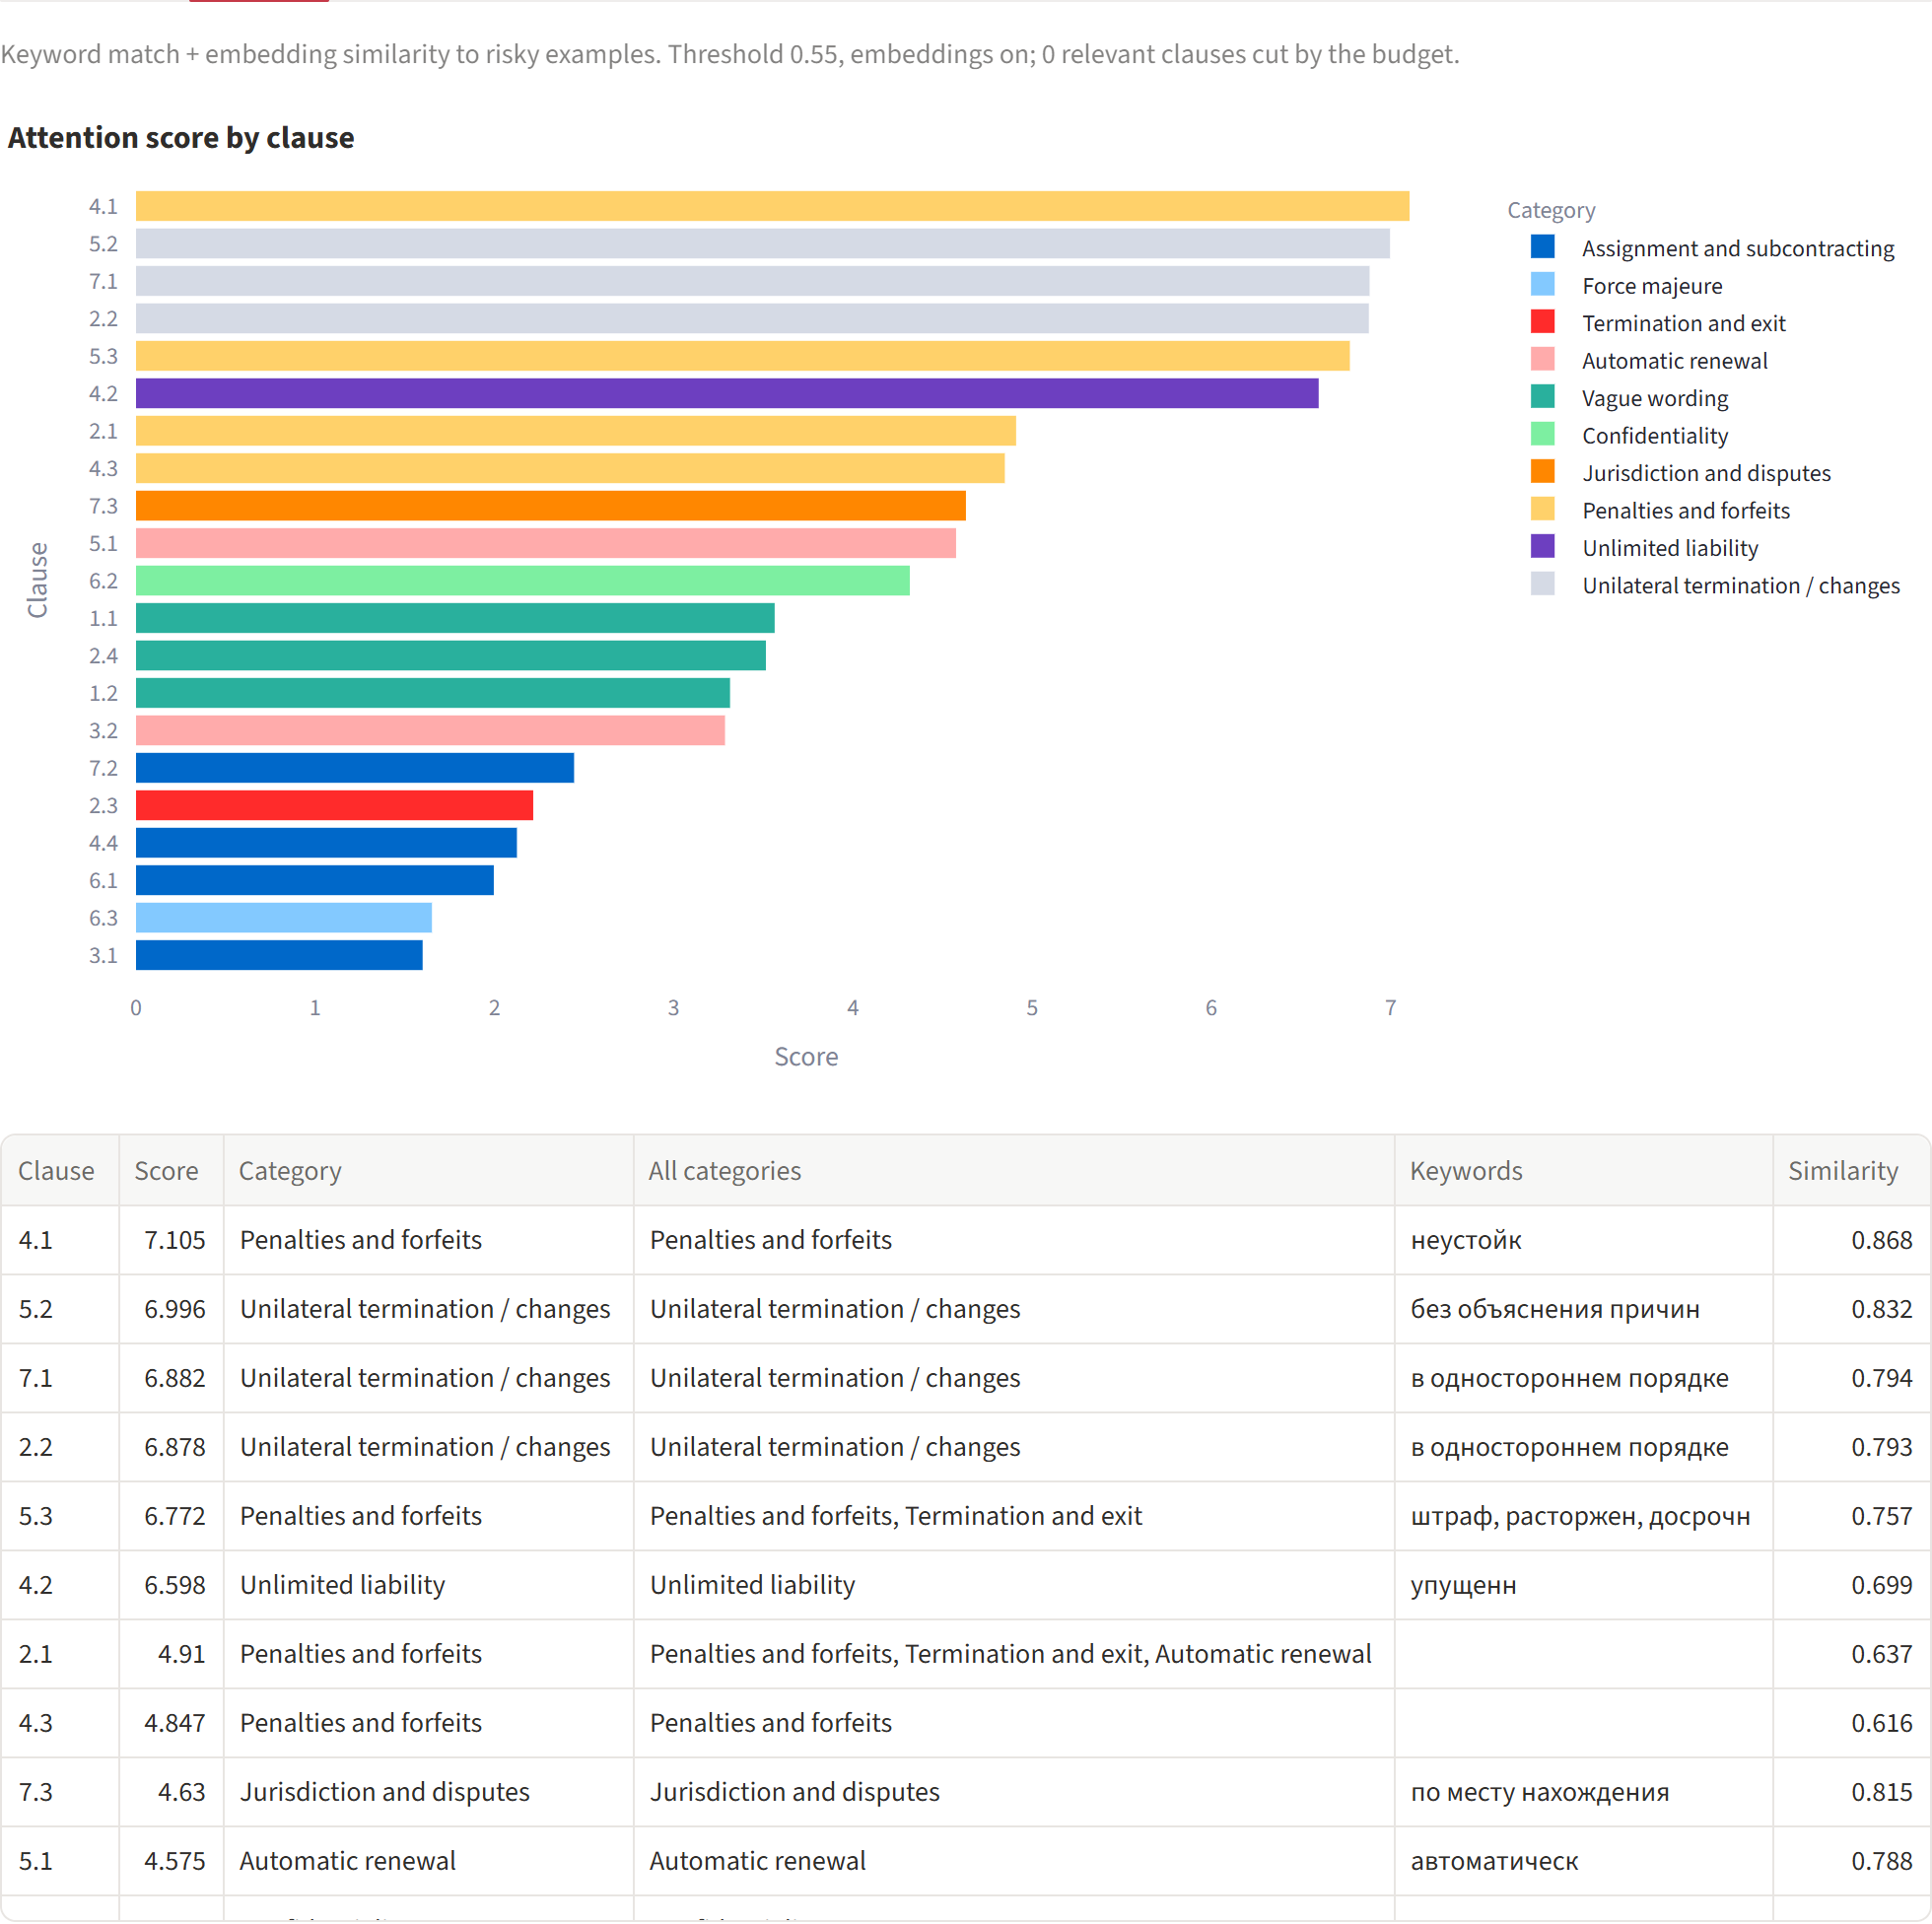 Keyword match + embedding similarity to risky examples. Threshold 0.55, embeddings on; 0 relevant clauses cut by the budget.
Attention score by clause
Clause
4.1
5.2
7.1
2.2
5.3
4.2
2.1
4.3
7.3
5.1
6.2
1.1
2.4
1.2
3.2
7.2
2.3
4.4
6.1
6.3
3.1
0 1 2 3 4 5 6 7
Score
Category
Assignment and subcontracting
Force majeure
Termination and exit
Automatic renewal
Vague wording
Confidentiality
Jurisdiction and disputes
Penalties and forfeits
Unlimited liability
Unilateral termination / changes
Clause Score Category All categories Keywords Similarity
4.1 7.105 Penalties and forfeits Penalties and forfeits неустойк 0.868
5.2 6.996 Unilateral termination / changes Unilateral termination / changes без объяснения причин 0.832
7.1 6.882 Unilateral termination / changes Unilateral termination / changes в одностороннем порядке 0.794
2.2 6.878 Unilateral termination / changes Unilateral termination / changes в одностороннем порядке 0.793
5.3 6.772 Penalties and forfeits Penalties and forfeits, Termination and exit штраф, расторжен, досрочн 0.757
4.2 6.598 Unlimited liability Unlimited liability упущенн 0.699
2.1 4.91 Penalties and forfeits Penalties and forfeits, Termination and exit, Automatic renewal 0.637
4.3 4.847 Penalties and forfeits Penalties and forfeits 0.616
7.3 4.63 Jurisdiction and disputes Jurisdiction and disputes по месту нахождения 0.815
5.1 4.575 Automatic renewal Automatic renewal автоматическ 0.788